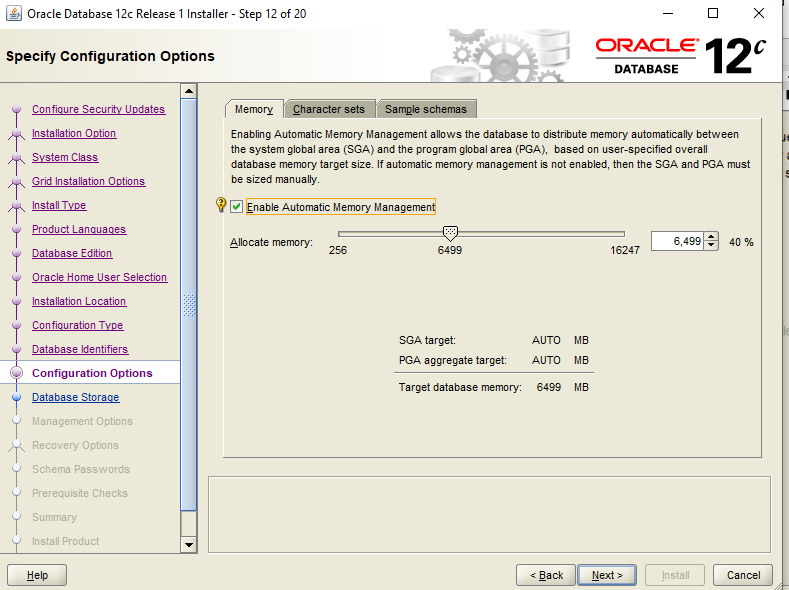 Oracle Database 12c Release 1 Installer - Step 12 of 20
Specify Configuration Options
ORACLE®
DATABASE
12c
Configure Security Updates
Installation Option
System Class
Grid Installation Options
Install Type
Product Languages
Database Edition
Oracle Home User Selection
Installation Location
Configuration Type
Database Identifiers
Configuration Options
Database Storage
Management Options
Recovery Options
Schema Passwords
Prerequisite Checks
Summary
Install Product
Memory
Character sets
Sample schemas
Enabling Automatic Memory Management allows the database to distribute memory automatically between
the system global area (SGA) and the program global area (PGA), based on user-specified overall
database memory target size. If automatic memory management is not enabled, then the SGA and PGA must
be sized manually.
Enable Automatic Memory Management
Allocate memory:
256
6499
16247
6,499
40 %
SGA target: AUTO MB
PGA aggregate target: AUTO MB
Target database memory: 6499 MB
Help
< Back
Next >
Install
Cancel